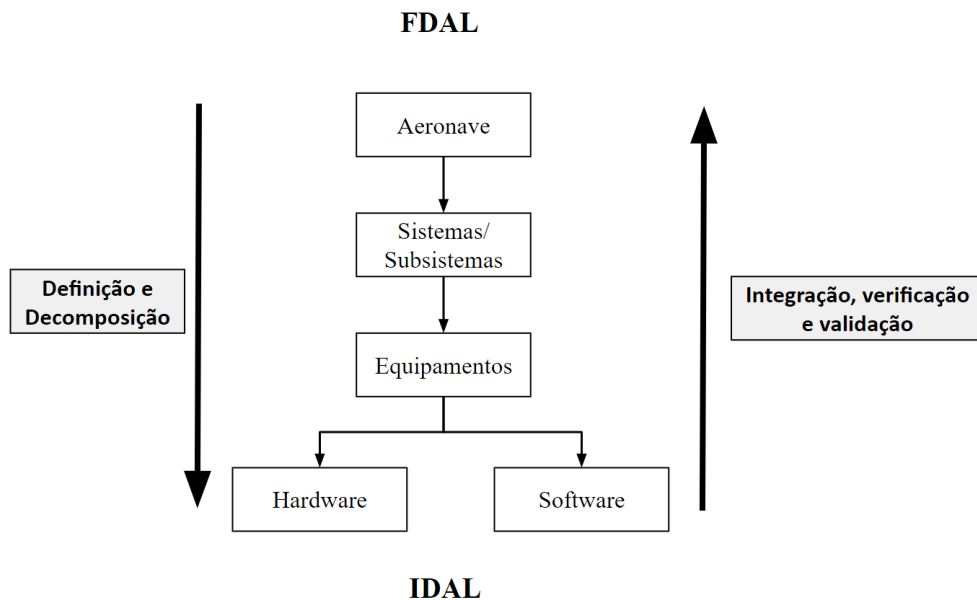 FDAL
Aeronave
Sistemas/
Subsistemas
Definição e
Decomposição
Integração, verificação
e validação
Equipamentos
Hardware
Software
IDAL